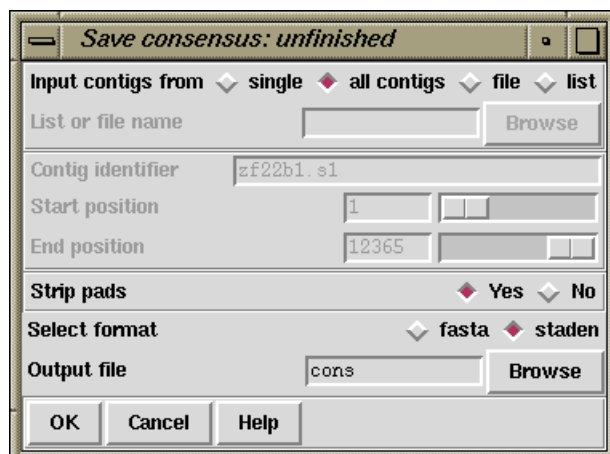 Save consensus: unfinished
Input contigs from single all contigs file list
List or file name Browse
Contig identifier zf22b1.s1
Start position 1
End position 12365
Strip pads Yes No
Select format fasta staden
Output file cons Browse
OK Cancel Help